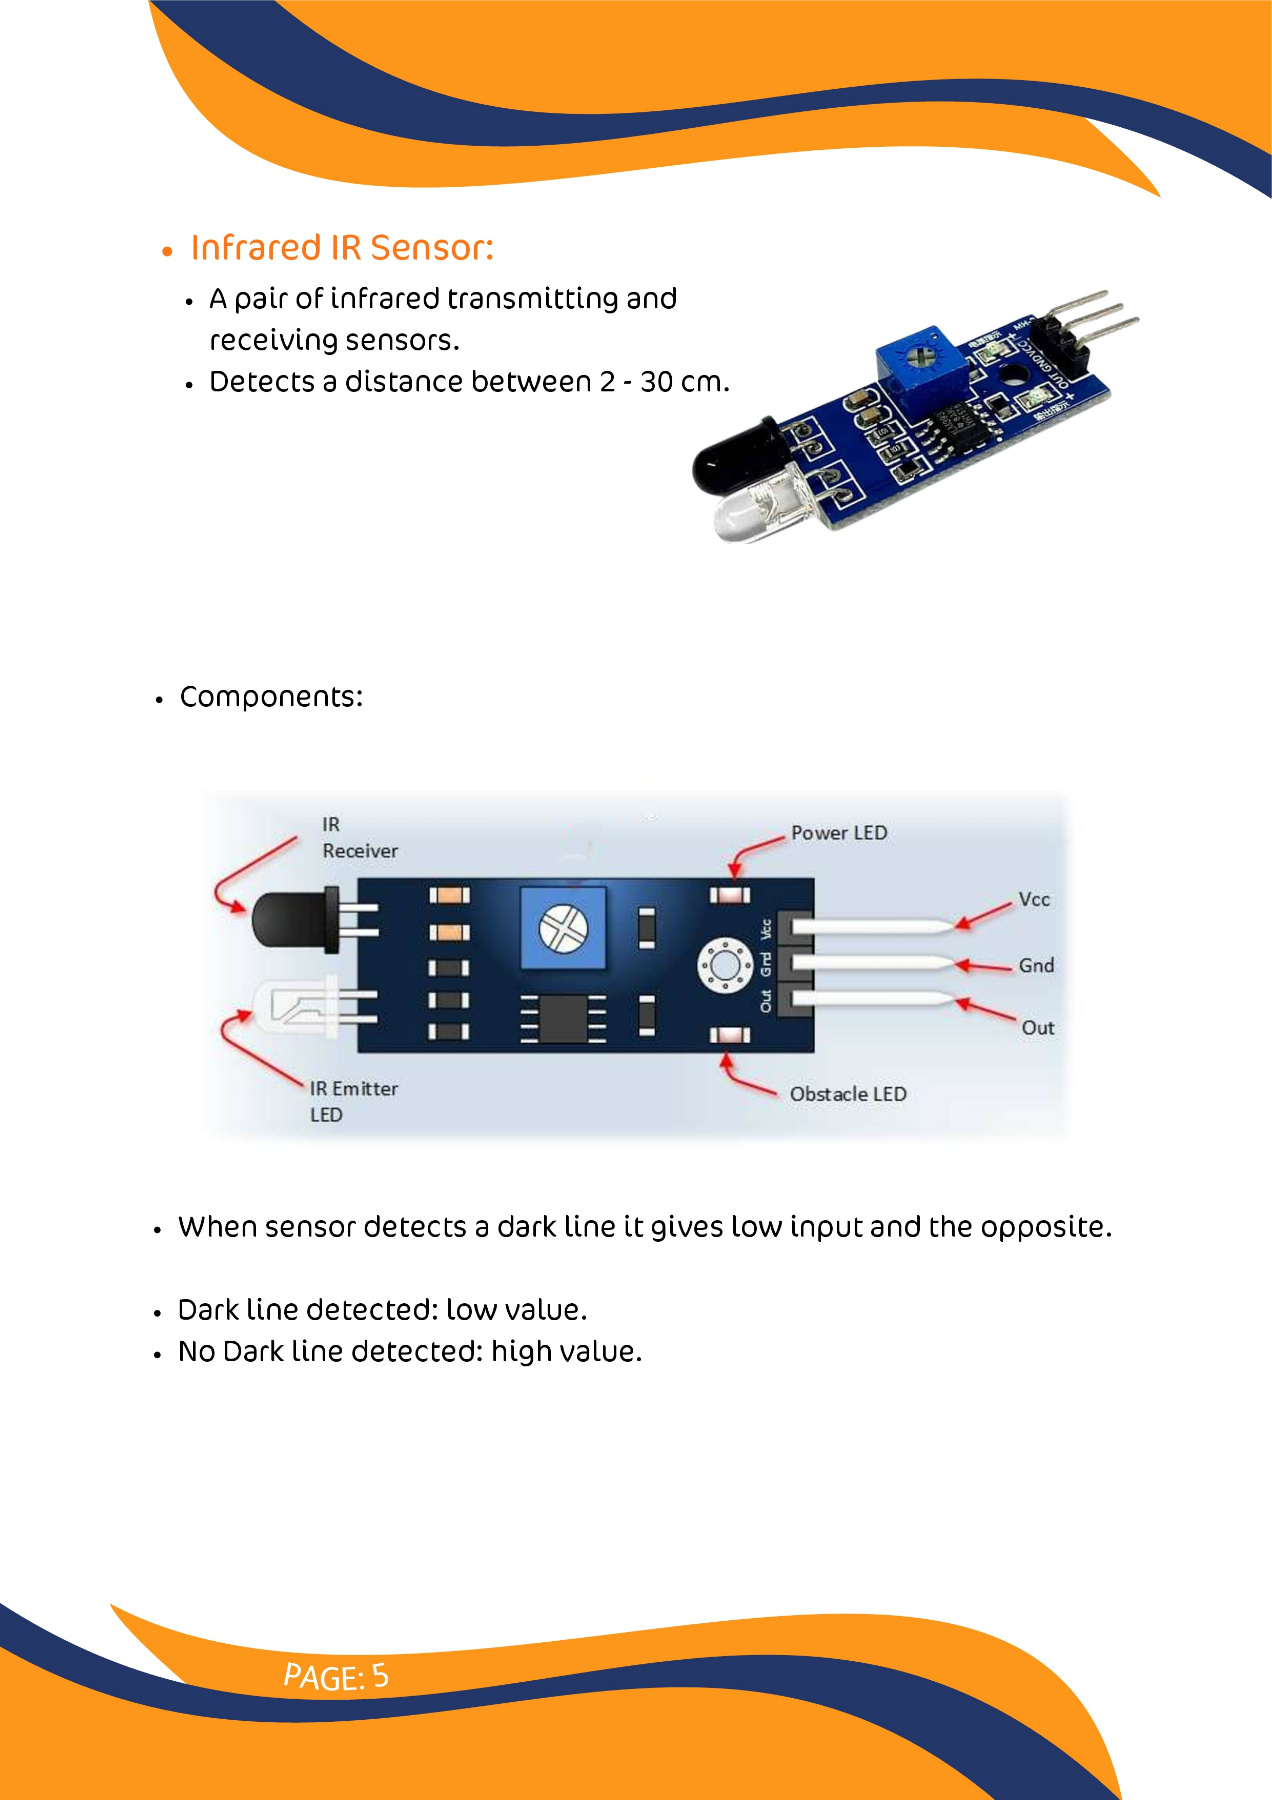 • Infrared IR Sensor:
• A pair of infrared transmitting and
receiving sensors.
• Detects a distance between 2 - 30 cm.
MH-
OUT GND VCC
• Components:
IR
Receiver
Power LED
Vcc
Gnd
Out
Vcc
Gnd
Out
IR Emitter
LED
Obstacle LED
• When sensor detects a dark line it gives low input and the opposite.
• Dark line detected: low value.
• No Dark line detected: high value.
PAGE: 5